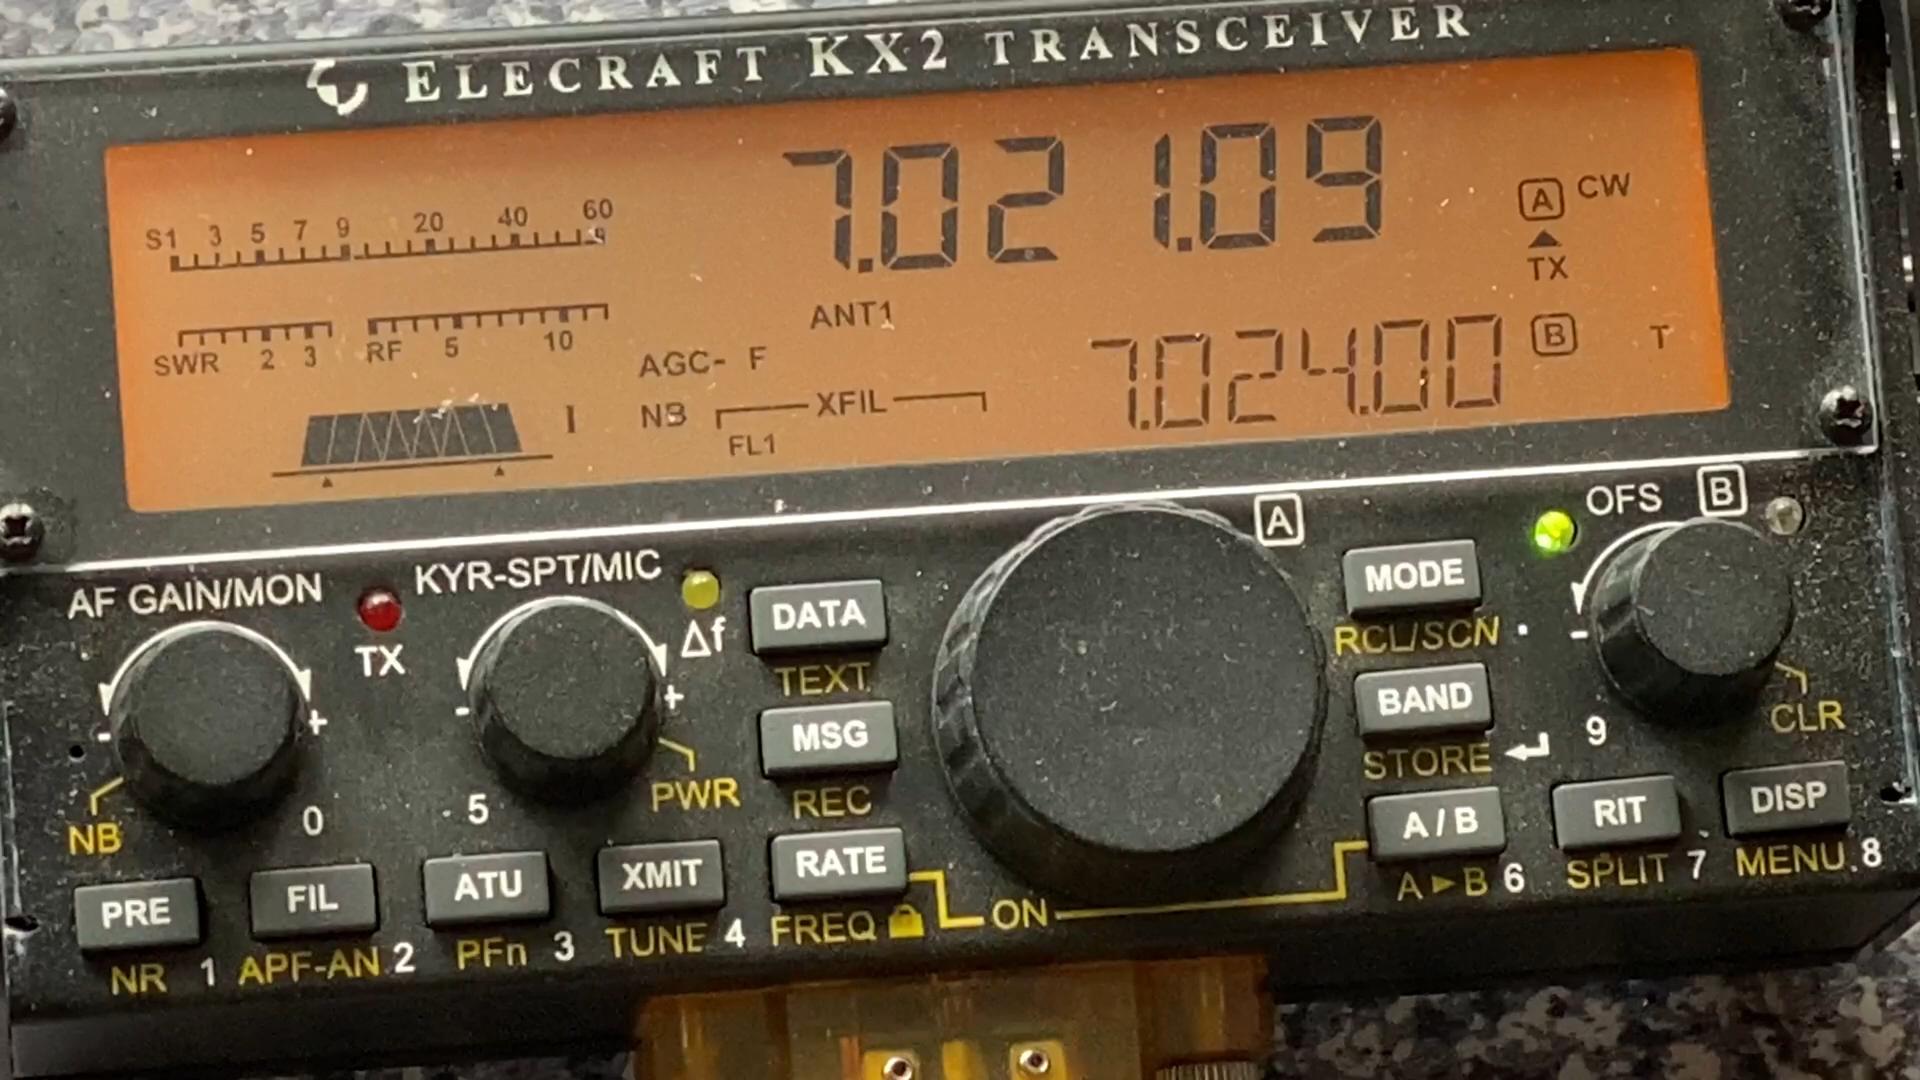 ELECRAFT KX2 TRANSCEIVER
7.021.09
A CW
TX
S1 3 5 7 9 20 40 60
SWR 2 3 RF 5 10
ANT1
AGC- F
NB XFIL
FL1
7.024.00
B T
I
AF GAIN/MON
TX
KYR-SPT/MIC
Δf
A
OFS B
- +
- +
-
NB
0
5
PWR
DATA
TEXT
MSG
REC
RATE
FREQ
ON
MODE
RCL/SCN .
BAND
STORE
9
CLR
A/B
A ▶ B 6
RIT
SPLIT 7
DISP
MENU 8
PRE
NR 1
FIL
APF-AN 2
ATU
PFn 3
XMIT
TUNE 4